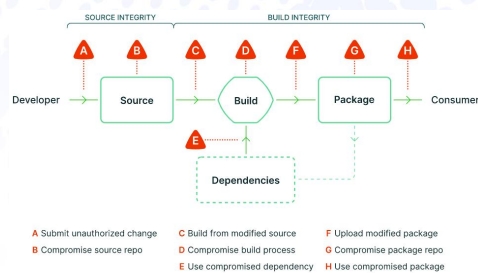 SOURCE INTEGRITY BUILD INTEGRITY
A B C D F G H
Developer Source Build Package Consumer
E
Dependencies
A Submit unauthorized change C Build from modified source F Upload modified package
B Compromise source repo D Compromise build process G Compromise package repo
E Use compromised dependency H Use compromised package